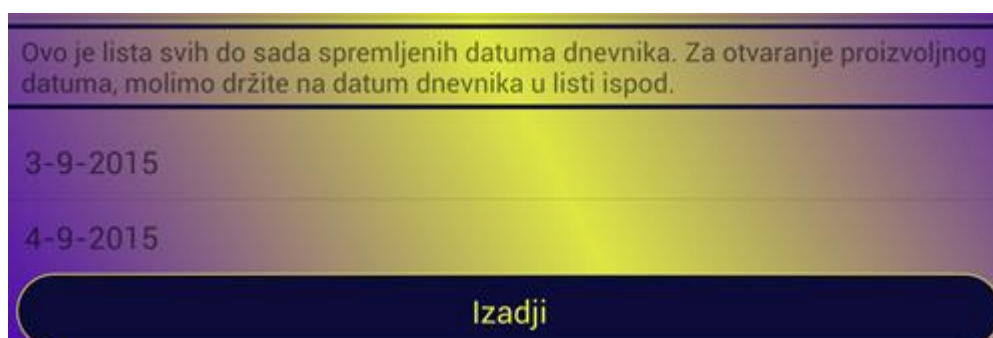 Ovo je lista svih do sada spremljenih datuma dnevnika. Za otvaranje proizvoljnog
datuma, molimo držite na datum dnevnika u listi ispod.
3-9-2015
4-9-2015
Izadji